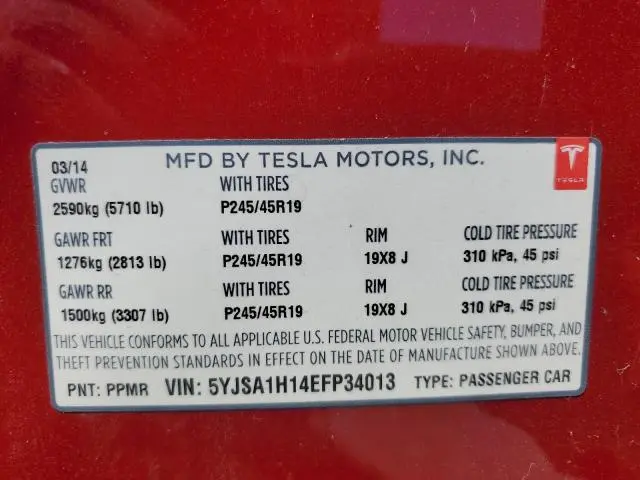 03/14 MFD BY TESLA MOTORS, INC.
TESLA
GVWR WITH TIRES
2590kg (5710 lb) P245/45R19
GAWR FRT WITH TIRES RIM COLD TIRE PRESSURE
1276kg (2813 lb) P245/45R19 19X8 J 310 kPa, 45 psi
GAWR RR WITH TIRES RIM COLD TIRE PRESSURE
1500kg (3307 lb) P245/45R19 19X8 J 310 kPa, 45 psi
THIS VEHICLE CONFORMS TO ALL APPLICABLE U.S. FEDERAL MOTOR VEHICLE SAFETY, BUMPER, AND
THEFT PREVENTION STANDARDS IN EFFECT ON THE DATE OF MANUFACTURE SHOWN ABOVE.
PNT: PPMR VIN: 5YJSA1H14EFP34013 TYPE: PASSENGER CAR